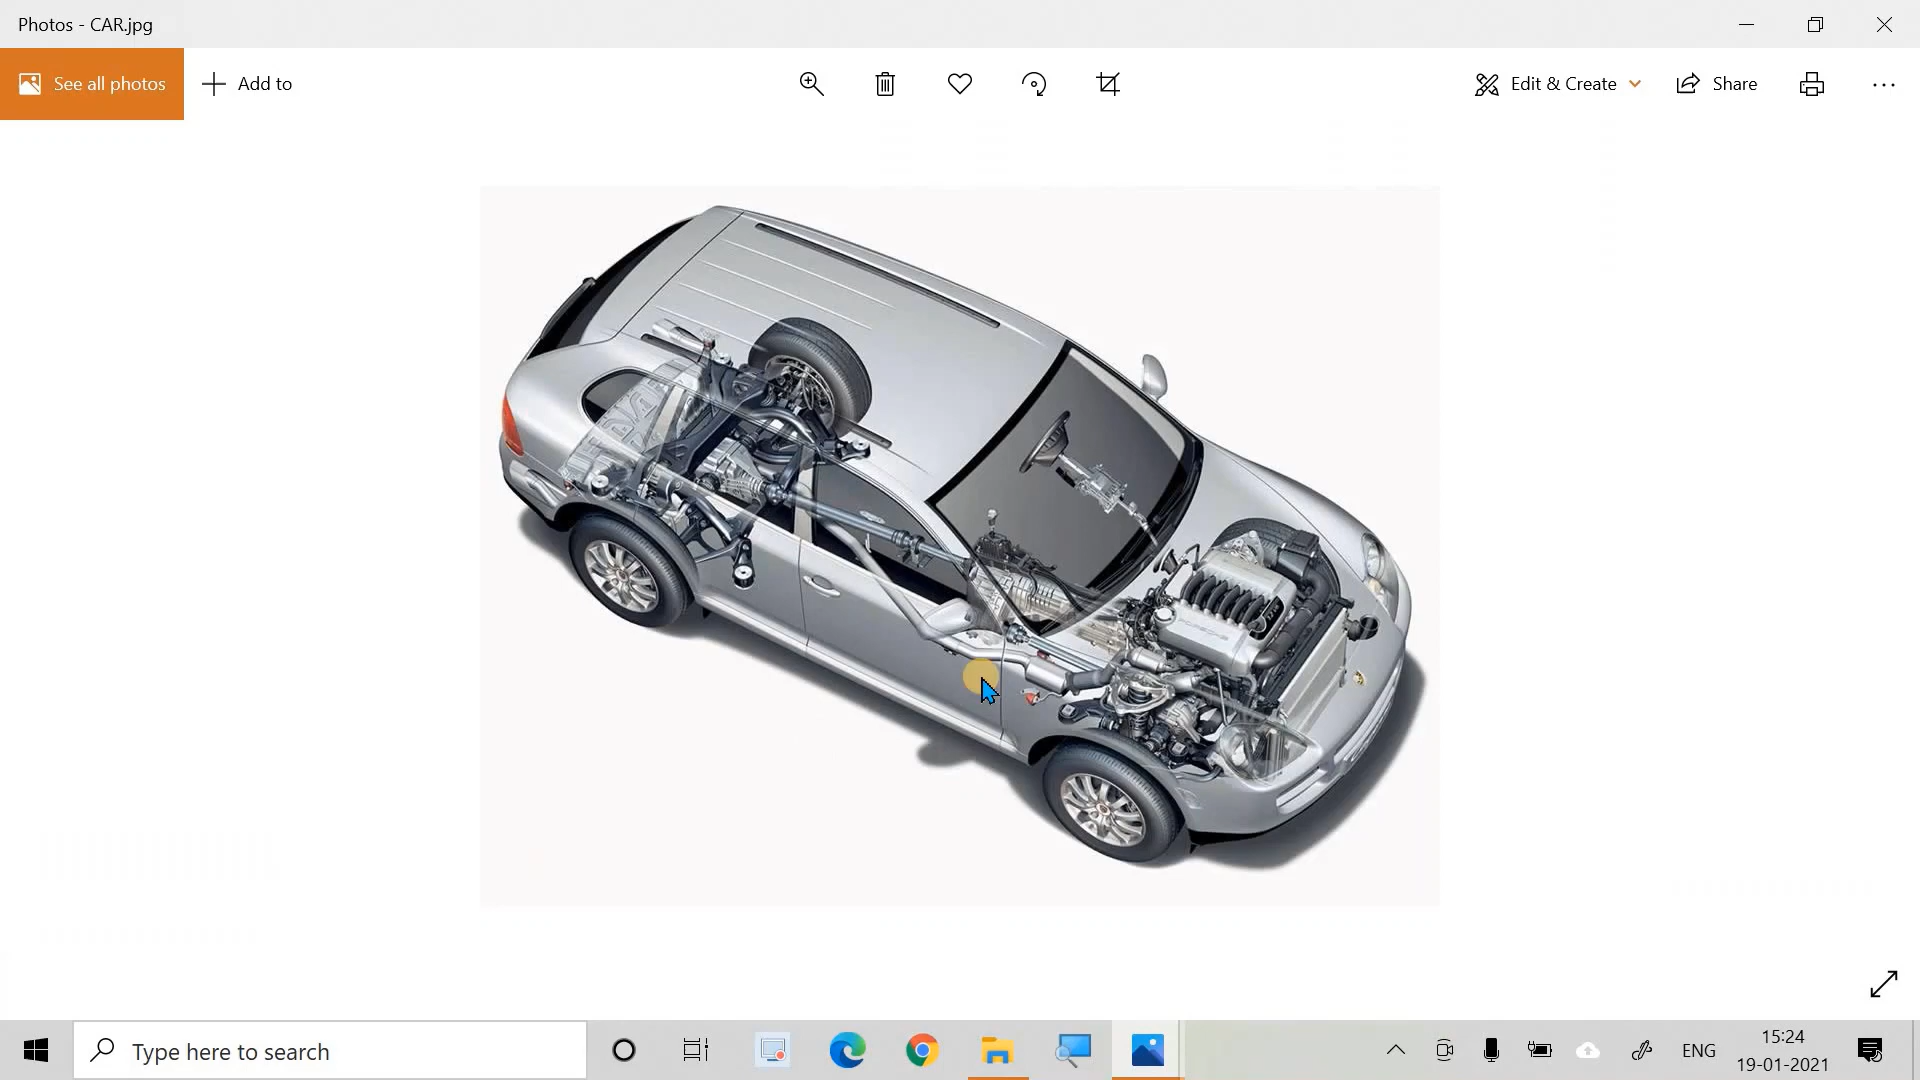 Photos - CAR.jpg
See all photos
Add to
Edit & Create
Share
PORSCHE
Type here to search
ENG
15:24
19-01-2021